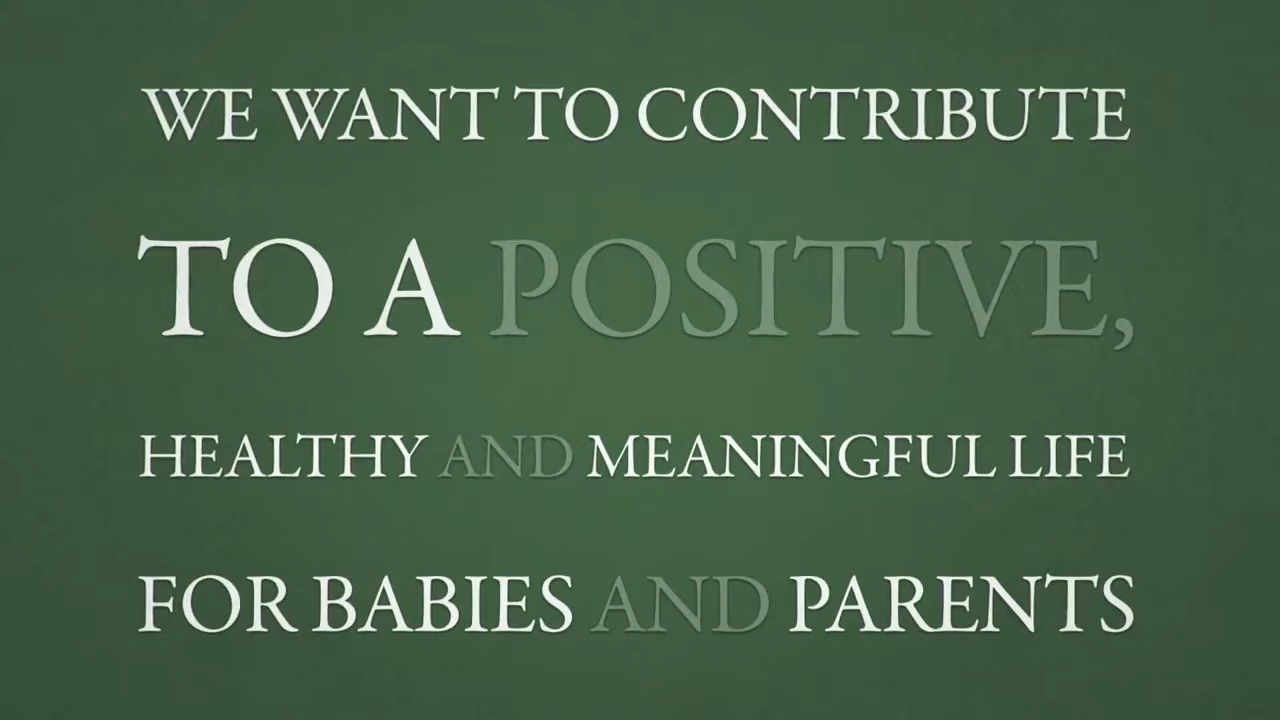 WE WANT TO CONTRIBUTE
TO A POSITIVE,
HEALTHY AND MEANINGFUL LIFE
FOR BABIES AND PARENTS